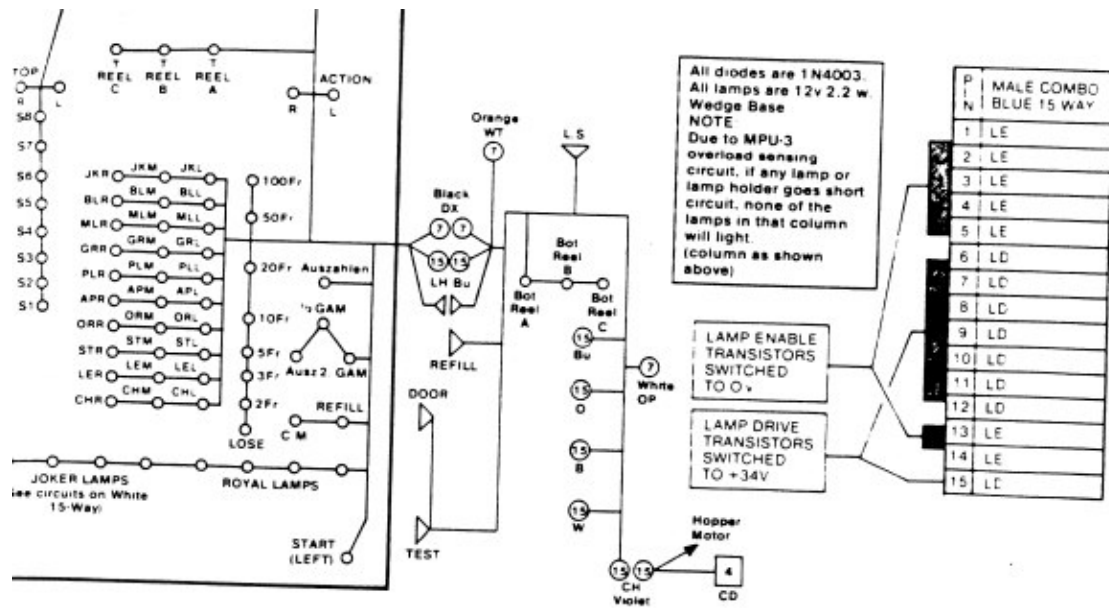 TOP
R L
S8
S7
S6
S5
S4
S3
S2
S1
T REEL C
T REEL B
T REEL A
R ACTION L
JKR JKM JKL
BLR BLM BLL
MLR MLM MLL
GRR GRM GRL
PLR PLM PLL
APR APM APL
ORR ORM ORL
STR STM STL
LER LEM LEL
CHR CHM CHL
100Fr
50Fr
20Fr
10Fr
5Fr
3Fr
2Fr
LOSE
Auszahlen
½ GAM
Ausz 2 GAM
C M REFILL
JOKER LAMPS
ROYAL LAMPS
ee circuits on White
15-Way)
START
(LEFT)
Orange
WT
7
Black
DX
7 7
15 15
LH Bu
REFILL
DOOR
TEST
L.S
Bot
Reel
A
Bot
Reel
B
Bot
Reel
C
15
Bu
15
O
15
B
15
W
7
White
OP
15 15
CH
Violet
Hopper
Motor
4
CD
All diodes are 1N4003.
All lamps are 12v 2.2 w.
Wedge Base
NOTE
Due to MPU-3
overload sensing
circuit, if any lamp or
lamp holder goes short
circuit, none of the
lamps in that column
will light.
(column as shown
above)
LAMP ENABLE
TRANSISTORS
SWITCHED
TO 0v
LAMP DRIVE
TRANSISTORS
SWITCHED
TO +34V
PIN MALE COMBO
BLUE 15 WAY
1 LE
2 LE
3 LE
4 LE
5 LE
6 LD
7 LD
8 LD
9 LD
10 LD
11 LD
12 LD
13 LE
14 LE
15 LD